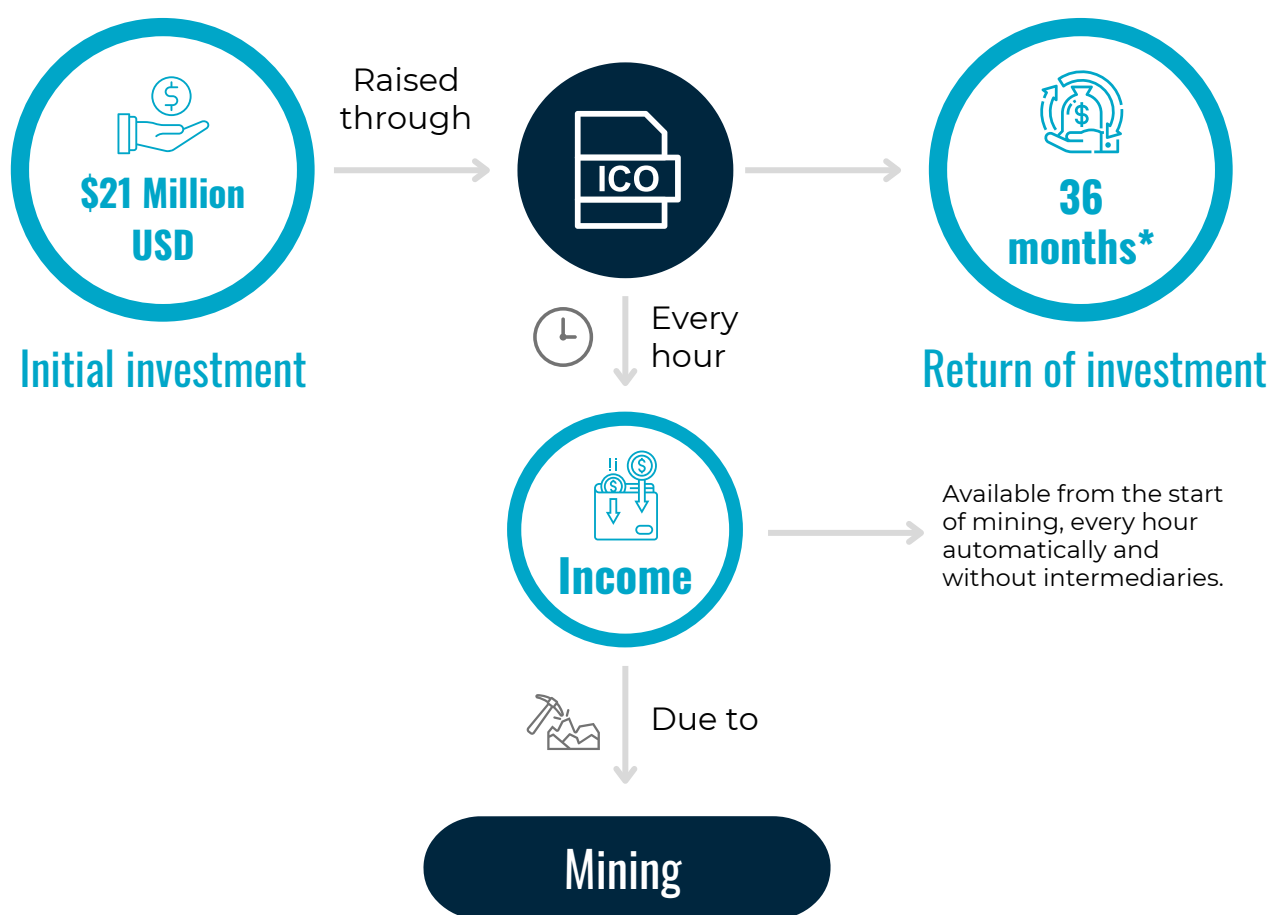 Raised
through
ICO
$21 Million
USD
36
months*
Initial investment
Every
hour
Return of investment
Income
Available from the start
of mining, every hour
automatically and
without intermediaries.
Due to
Mining